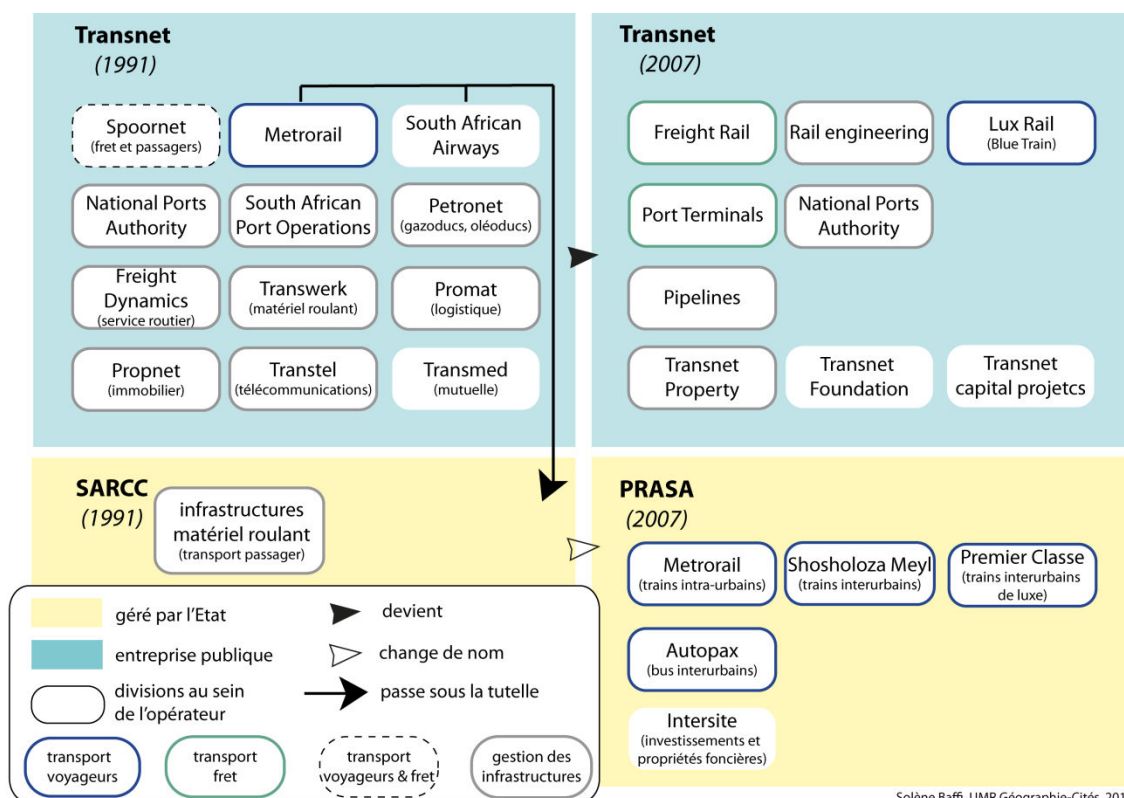 Transnet
(1991)
Spoornet
(fret et passagers)
Metrorail
South African
Airways
National Ports
Authority
South African
Port Operations
Petronet
(gazoducs, oléoducs)
Freight
Dynamics
(service routier)
Transwerk
(matériel roulant)
Promat
(logistique)
Propnet
(immobilier)
Transtel
(télécommunications)
Transmed
(mutuelle)
Transnet
(2007)
Freight Rail
Rail engineering
Lux Rail
(Blue Train)
Port Terminals
National Ports
Authority
Pipelines
Transnet
Property
Transnet
Foundation
Transnet
capital projetcs
SARCC
(1991)
infrastructures
matériel roulant
(transport passager)
PRASA
(2007)
Metrorail
(trains intra-urbains)
Shosholoza Meyl
(trains interurbains)
Premier Classe
(trains interurbains
de luxe)
Autopax
(bus interurbains)
Intersite
(investissements et
propriétés foncières)
géré par l'Etat
entreprise publique
divisions au sein
de l'opérateur
devient
change de nom
passe sous la tutelle
transport
voyageurs
transport
fret
transport
voyageurs & fret
gestion des
infrastructures
Solène Baffi, UMR Géographie-Cités,